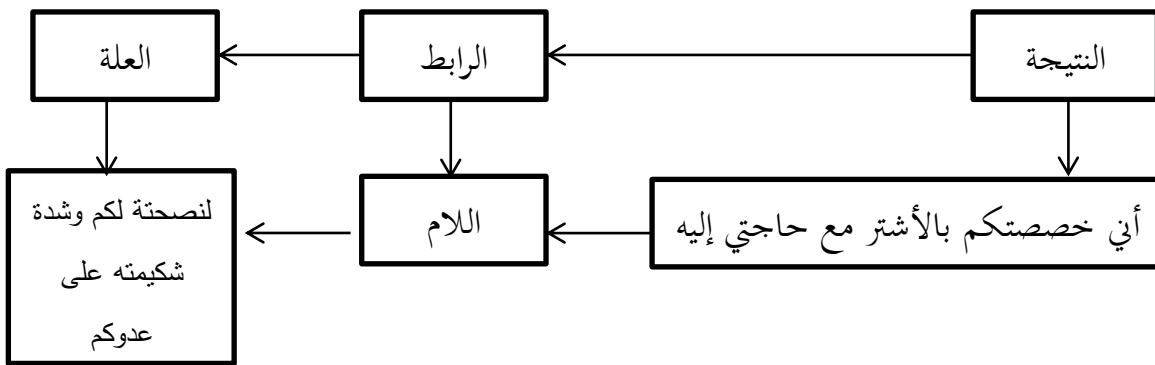 النتيجة
الرابط
العلة
أني خصصتكم بالأشتر مع حاجتي إليه
اللام
لنصحتة لكم وشدة
شكيمته على
عدوكم